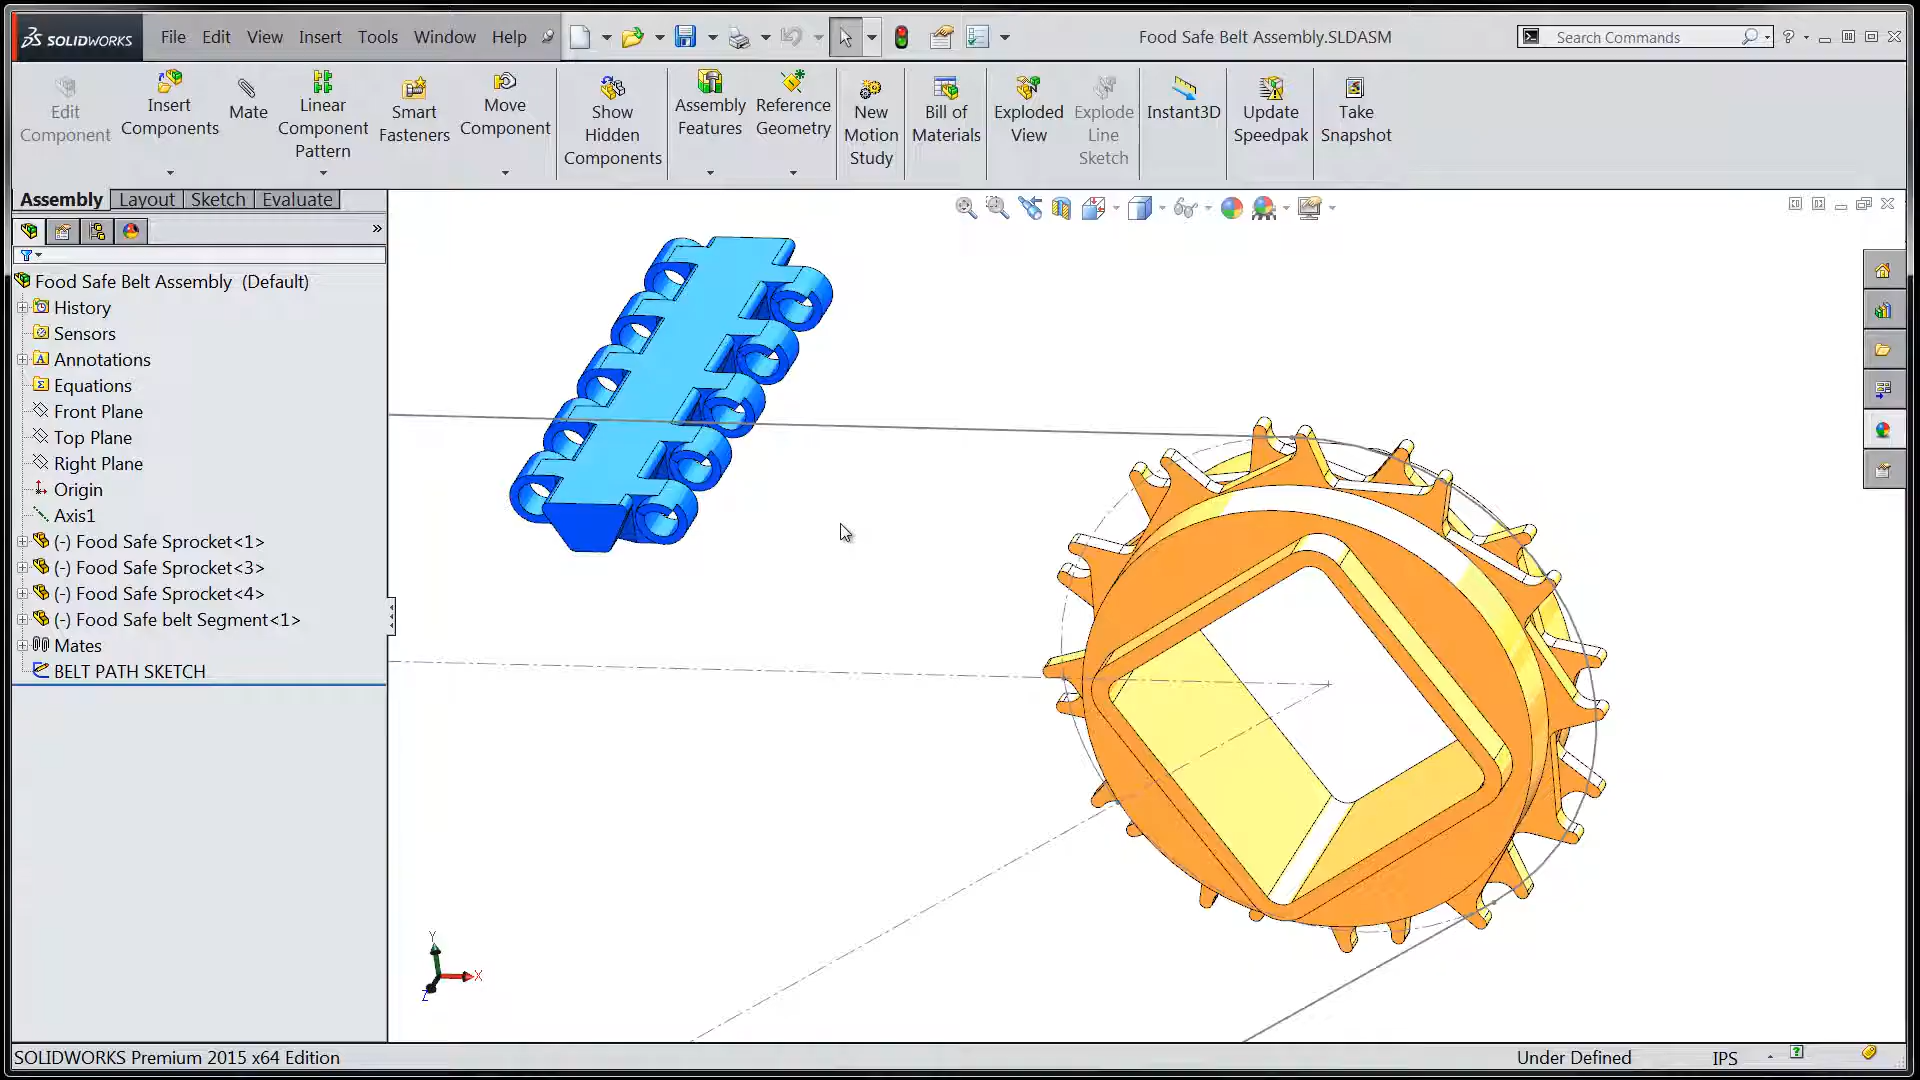 SOLIDWORKS File Edit View Insert Tools Window Help Food Safe Belt Assembly.SLDASM Search Commands ?
Edit Component
Insert Components
Mate
Linear Component Pattern
Smart Fasteners
Move Component
Show Hidden Components
Assembly Features
Reference Geometry
New Motion Study
Bill of Materials
Exploded View
Explode Line Sketch
Instant3D
Update Speedpak
Take Snapshot
Assembly Layout Sketch Evaluate
»
Food Safe Belt Assembly (Default)
History
Sensors
Annotations
Equations
Front Plane
Top Plane
Right Plane
Origin
Axis1
(-) Food Safe Sprocket<1>
(-) Food Safe Sprocket<3>
(-) Food Safe Sprocket<4>
(-) Food Safe belt Segment<1>
Mates
BELT PATH SKETCH
Y
X
Z
SOLIDWORKS Premium 2015 x64 Edition Under Defined IPS ?